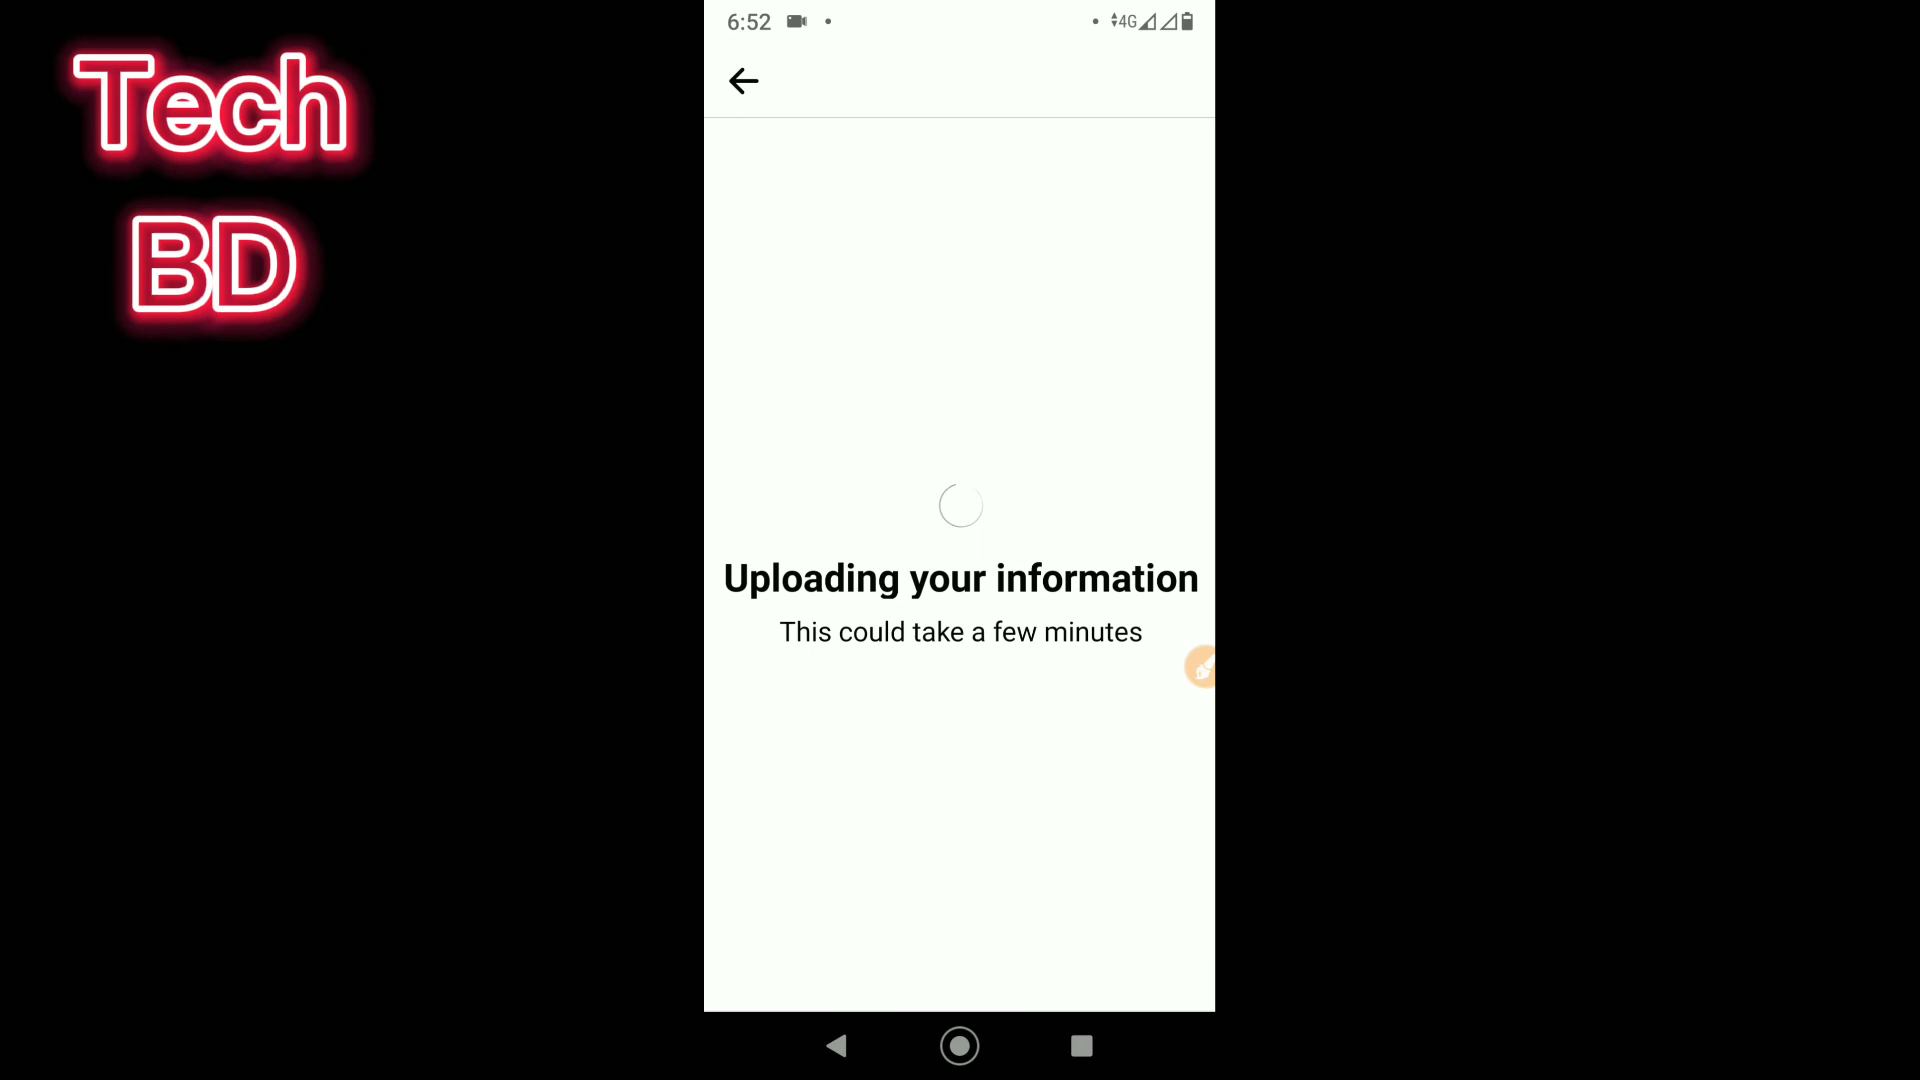 Tech
BD
6:52
4G
Uploading your information
This could take a few minutes